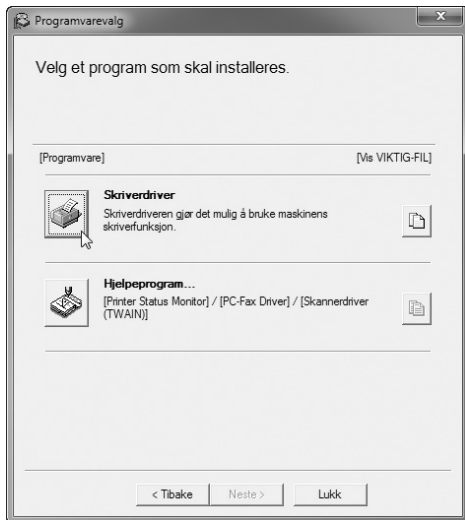 Programvarevalg
Velg et program som skal installeres.
[Programvare] [Vis VIKTIG-FIL]
Skriverdriver
Skriverdriveren gjør det mulig å bruke maskinens
skriverfunksjon.
Hjelpeprogram...
[Printer Status Monitor] / [PC-Fax Driver] / [Skannerdriver
(TWAIN)]
< Tibake Neste > Lukk